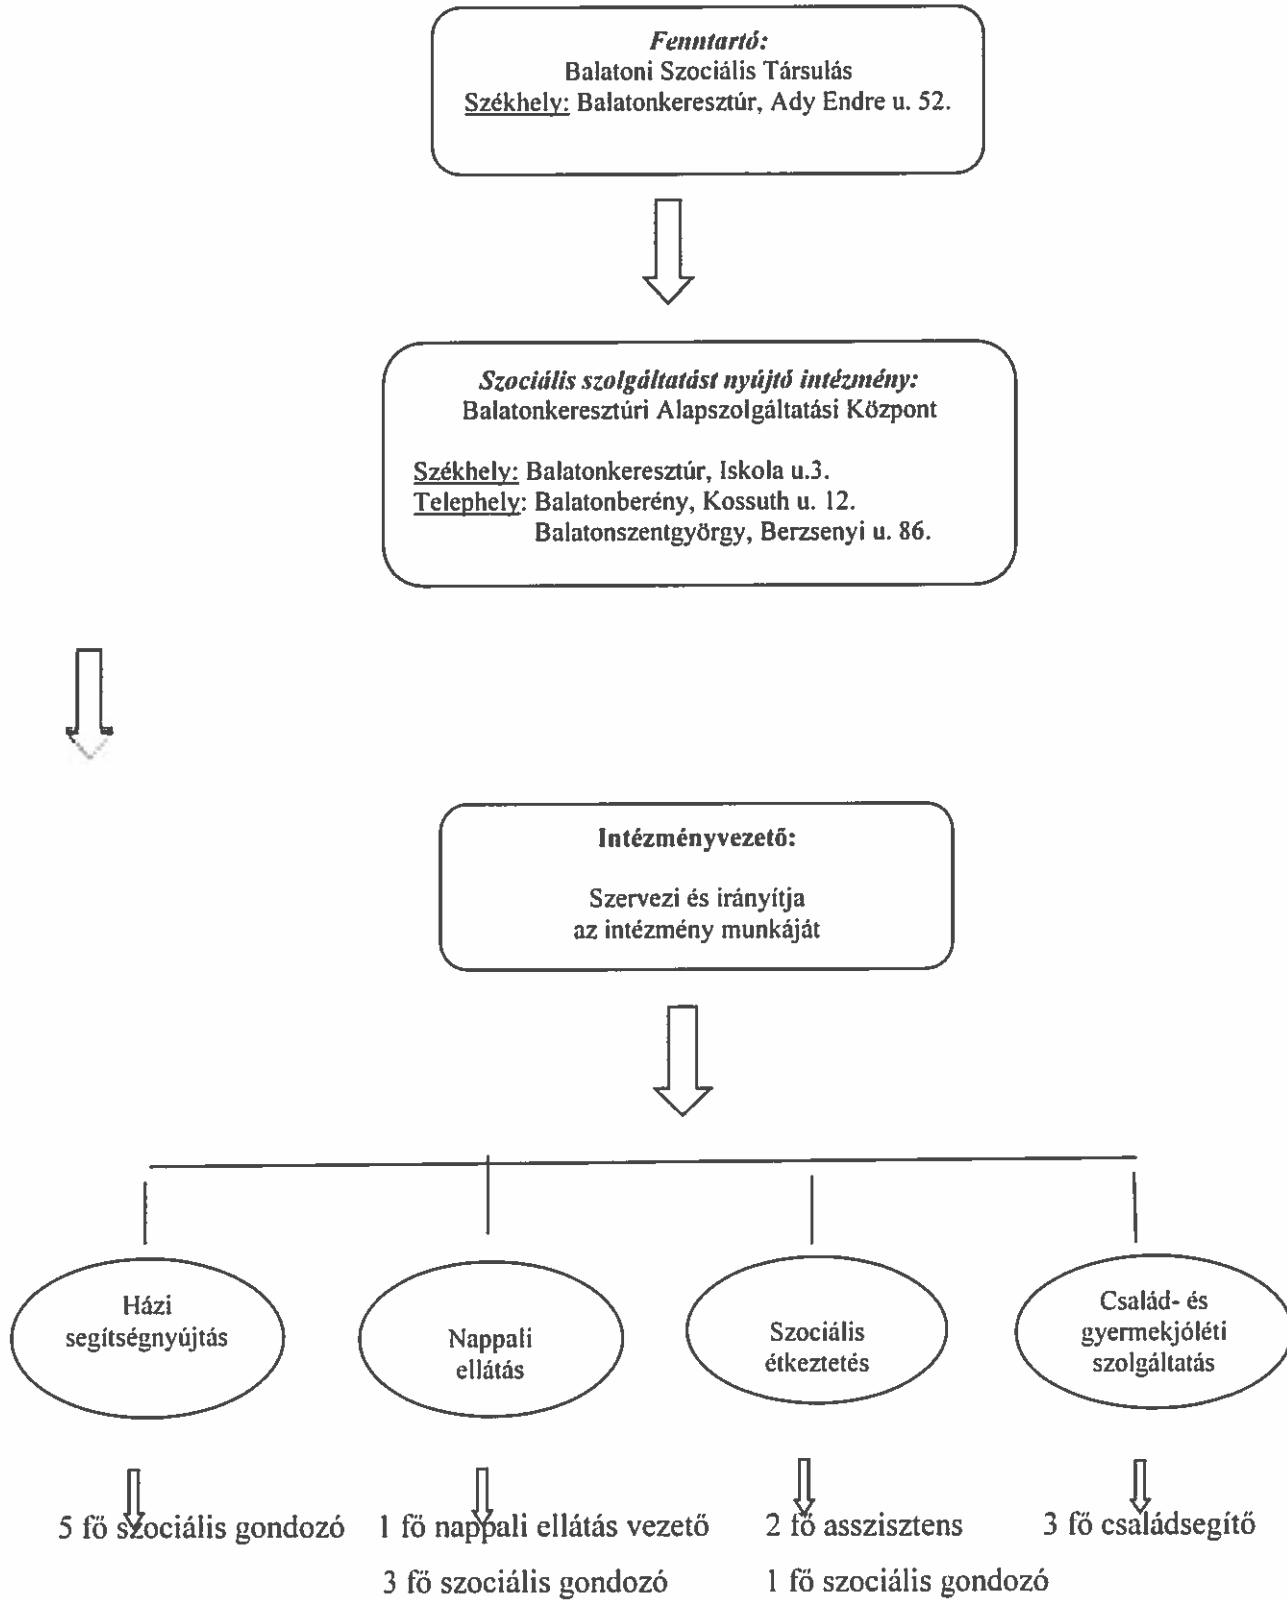 Fenntartó:
Balatoni Szociális Társulás
Székhely: Balatonkeresztúr, Ady Endre u. 52.
Szociális szolgáltatást nyújtó intézmény:
Balatonkeresztúri Alapszolgáltatási Központ
Székhely: Balatonkeresztúr, Iskola u.3.
Telephely: Balatonberény, Kossuth u. 12.
Balatonszentgyörgy, Berzsenyi u. 86.
Intézményvezető:
Szervezi és irányítja
az intézmény munkáját
Házi
segítségnyújtás
Nappali
ellátás
Szociális
étkeztetés
Család- és
gyermekjóléti
szolgáltatás
5 fő szociális gondozó
1 fő nappali ellátás vezető
3 fő szociális gondozó
2 fő asszisztens
1 fő szociális gondozó
3 fő családsegítő